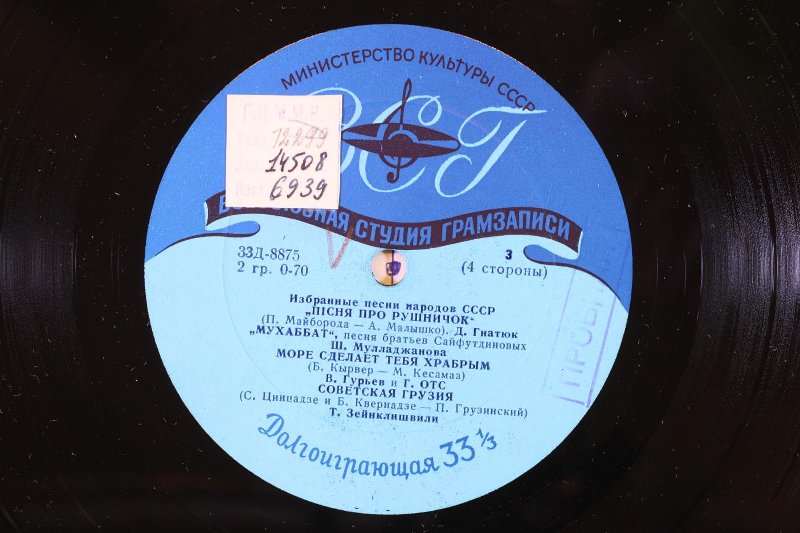 МИНИСТЕРСТВО КУЛЬТУРЫ СССР
ВСГ
12299
14508
6939
СТУДИЯ ГРАМЗАПИСИ
33Д-8875
2 гр. 0-70
3
(4 стороны)
Избранные песни народов СССР
„ПІСНЯ ПРО РУШНИЧОК"
(П. Майборода — А. Малышко). Д. Гнатюк
„МУХАББАТ", песня братьев Сайфутдиновых
Ш. Мулладжанова
МОРЕ СДЕЛАЕТ ТЕБЯ ХРАБРЫМ
(Б. Кырвер — М. Кесамаа)
В. Гурьев и Г. ОТС
СОВЕТСКАЯ ГРУЗИЯ
(С. Цинцадзе и Б. Квернадзе — П. Грузинский)
Т. Зейнклишвили
Долгоиграющая 33 1/3